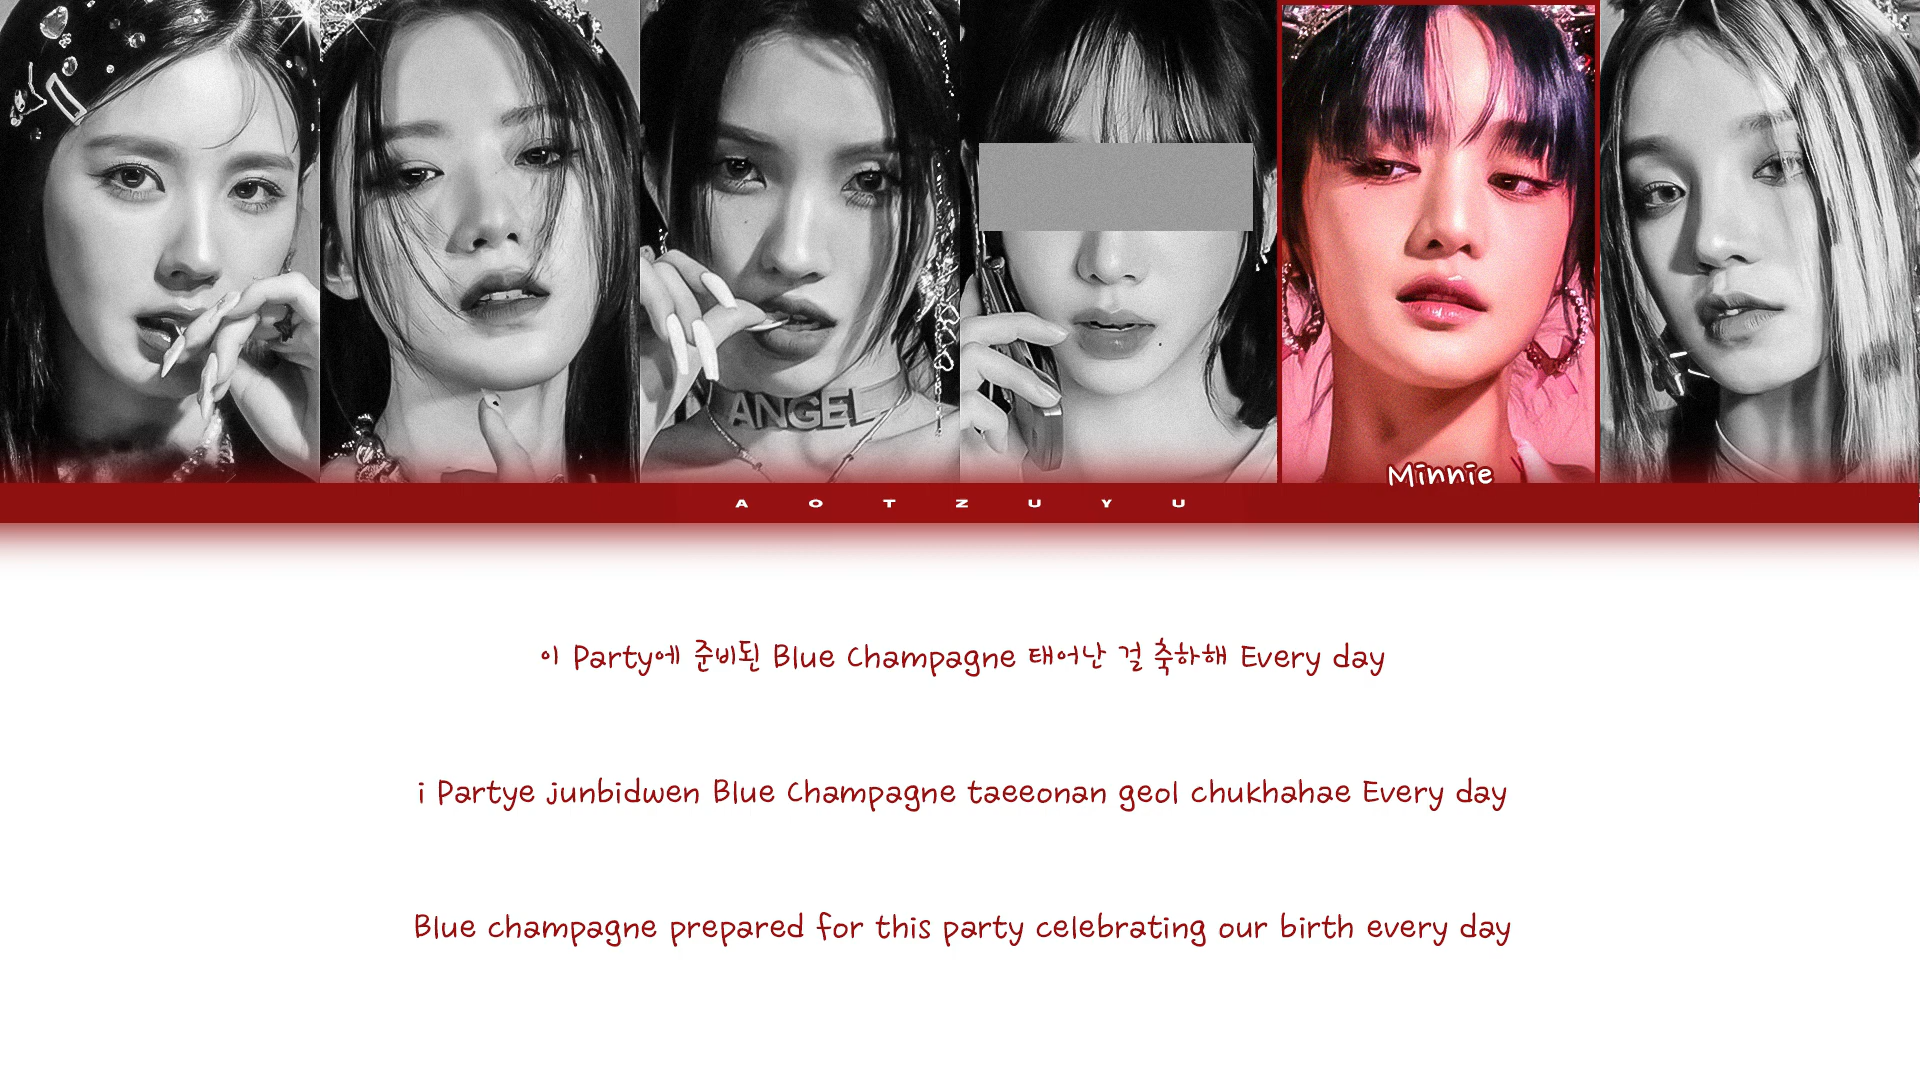 ANGEL
Minnie
AOTZUYU
이 Party에 준비된 Blue Champagne 태어난 걸 축하해 Every day
i Partye junbidwen Blue Champagne taeeonan geol chukhahae Every day
Blue champagne prepared for this party celebrating our birth every day